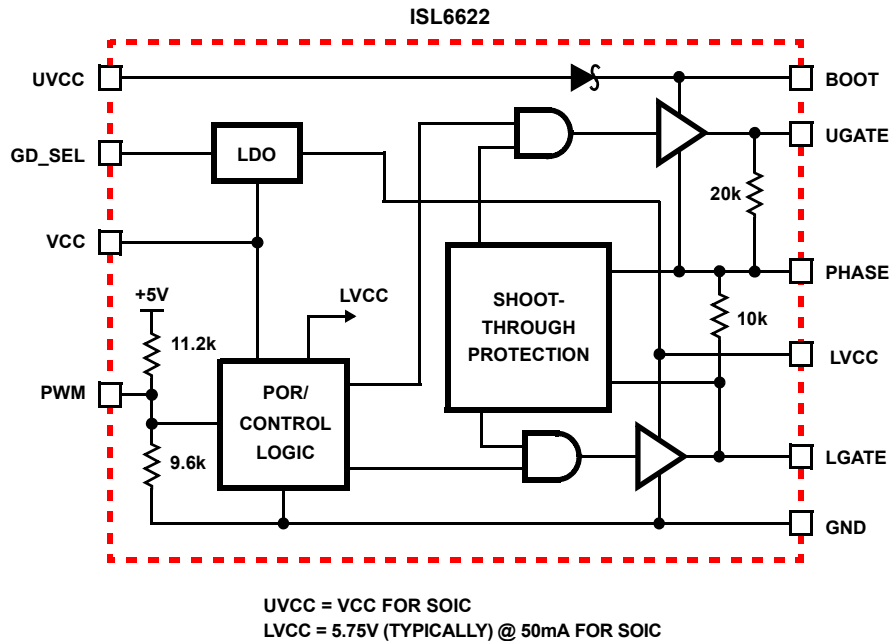 ISL6622
UVCC
BOOT
UGATE
GD_SEL
LDO
20k
VCC
PHASE
+5V
LVCC
SHOOT-
THROUGH
PROTECTION
10k
11.2k
LVCC
PWM
POR/
CONTROL
LOGIC
9.6k
LGATE
GND
UVCC = VCC FOR SOIC
LVCC = 5.75V (TYPICALLY) @ 50mA FOR SOIC